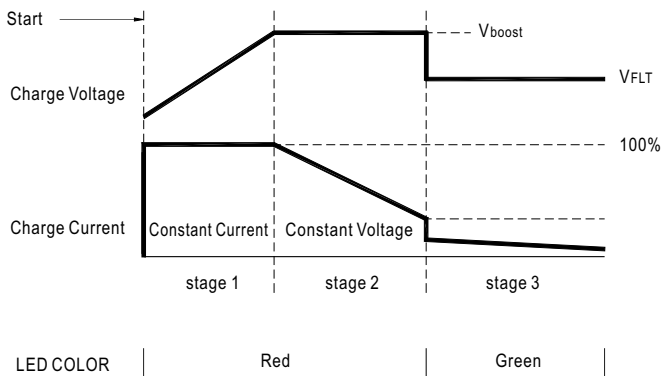 Start
Vboost
Charge Voltage
VFLT
100%
Charge Current
Constant Current
Constant Voltage
stage 1
stage 2
stage 3
LED COLOR
Red
Green